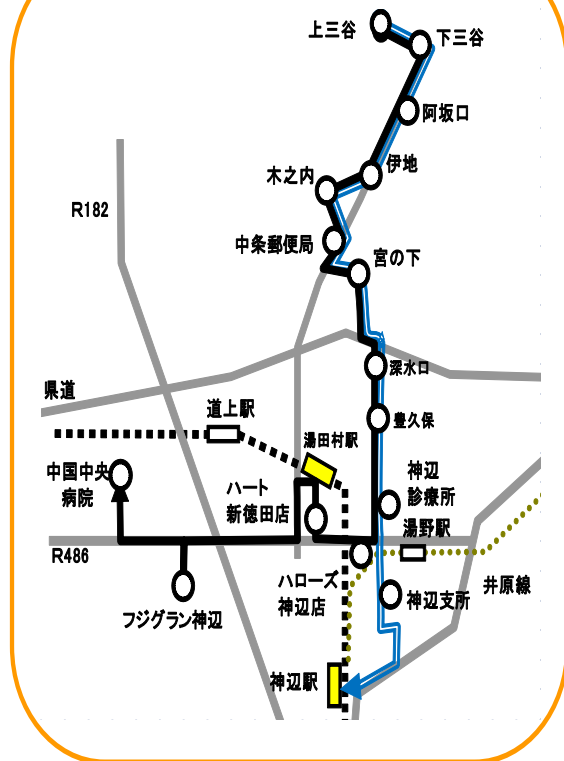 上三谷
下三谷
阿坂口
伊地
木之内
R182
中条郵便局
宮の下
深水口
県道
道上駅
豊久保
湯田村駅
中国中央
病院
ハート
新徳田店
神辺
診療所
湯野駅
R486
ハローズ
神辺店
井原線
神辺支所
フジグラン神辺
神辺駅